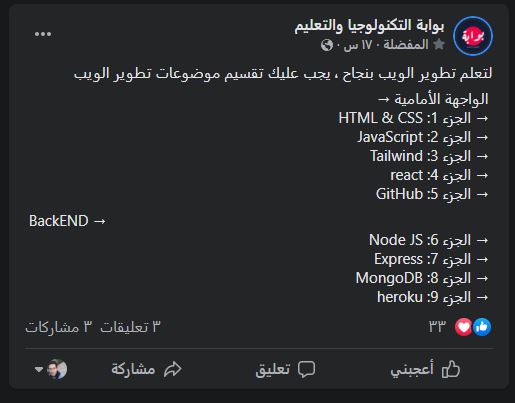 بوابة التكنولوجيا والتعليم
المفضلة · ١٧ س ·
بوابة
لتعلم تطوير الويب بنجاح ، يجب عليك تقسيم موضوعات تطوير الويب
الواجهة الأمامية →
→ الجزء 1: HTML & CSS
→ الجزء 2: JavaScript
→ الجزء 3: Tailwind
→ الجزء 4: react
→ الجزء 5: GitHub
BackEND →
→ الجزء 6: Node JS
→ الجزء 7: Express
→ الجزء 8: MongoDB
→ الجزء 9: heroku
٣٣
٣ تعليقات ٣ مشاركات
أعجبني تعليق مشاركة